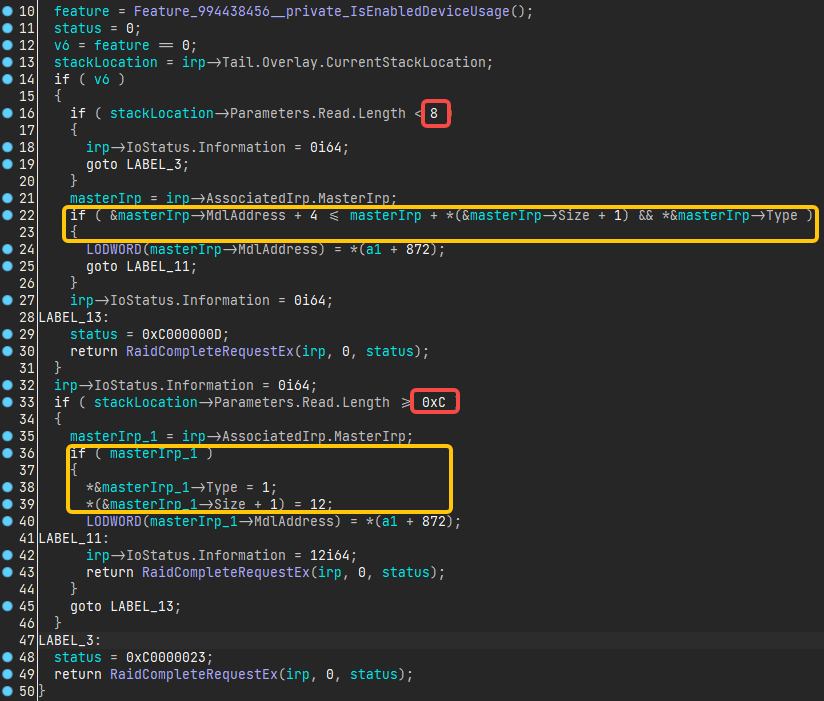 10 feature = Feature_994438456__private_IsEnabledDeviceUsage();
11 status = 0;
12 v6 = feature == 0;
13 stackLocation = irp->Tail.Overlay.CurrentStackLocation;
14 if ( v6 )
15 {
16 if ( stackLocation->Parameters.Read.Length < 8 )
17 {
18 irp->IoStatus.Information = 0i64;
19 goto LABEL_3;
20 }
21 masterIrp = irp->AssociatedIrp.MasterIrp;
22 if ( &masterIrp->MdlAddress + 4 <= masterIrp + *(&masterIrp->Size + 1) && *&masterIrp->Type )
23 {
24 LODWORD(masterIrp->MdlAddress) = *(a1 + 872);
25 goto LABEL_11;
26 }
27 irp->IoStatus.Information = 0i64;
28 LABEL_13:
29 status = 0xC000000D;
30 return RaidCompleteRequestEx(irp, 0, status);
31 }
32 irp->IoStatus.Information = 0i64;
33 if ( stackLocation->Parameters.Read.Length >= 0xC )
34 {
35 masterIrp_1 = irp->AssociatedIrp.MasterIrp;
36 if ( masterIrp_1 )
37 {
38 *&masterIrp_1->Type = 1;
39 *(&masterIrp_1->Size + 1) = 12;
40 LODWORD(masterIrp_1->MdlAddress) = *(a1 + 872);
41 LABEL_11:
42 irp->IoStatus.Information = 12i64;
43 return RaidCompleteRequestEx(irp, 0, status);
44 }
45 goto LABEL_13;
46 }
47 LABEL_3:
48 status = 0xC0000023;
49 return RaidCompleteRequestEx(irp, 0, status);
50 }